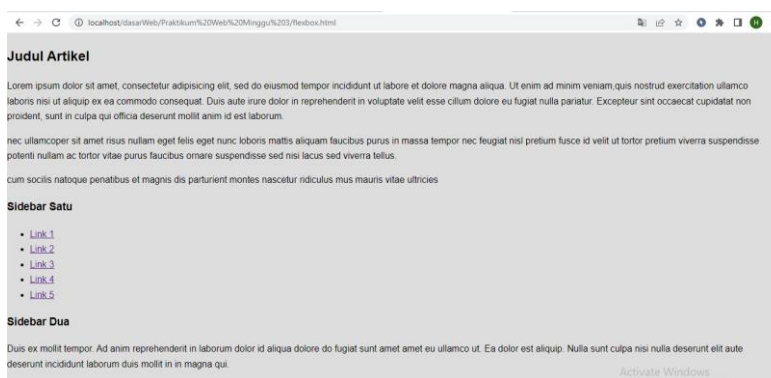 localhost/dasarWeb/Praktikum%20Web%20Minggu%203/flexbox.html
H
Judul Artikel
Lorem ipsum dolor sit amet, consectetur adipisicing elit, sed do eiusmod tempor incididunt ut labore et dolore magna aliqua. Ut enim ad minim veniam,quis nostrud exercitation ullamco
laboris nisi ut aliquip ex ea commodo consequat. Duis aute irure dolor in reprehenderit in voluptate velit esse cillum dolore eu fugiat nulla pariatur. Excepteur sint occaecat cupidatat non
proident, sunt in culpa qui officia deserunt mollit anim id est laborum.
nec ullamcoper sit amet risus nullam eget felis eget nunc loboris mattis aliquam faucibus purus in massa tempor nec feugiat nisl pretium fusce id velit ut tortor pretium viverra suspendisse
potenti nullam ac tortor vitae purus faucibus ornare suspendisse sed nisi lacus sed viverra tellus.
cum socilis natoque penatibus et magnis dis parturient montes nascetur ridiculus mus mauris vitae ultricies
Sidebar Satu
• Link 1
• Link 2
• Link 3
• Link 4
• Link 5
Sidebar Dua
Duis ex mollit tempor. Ad anim reprehenderit in laborum dolor id aliqua dolore do fugiat sunt amet amet eu ullamco ut. Ea dolor est aliquip. Nulla sunt culpa nisi nulla deserunt elit aute
deserunt incididunt laborum duis mollit in in magna qui.
Activate Windows